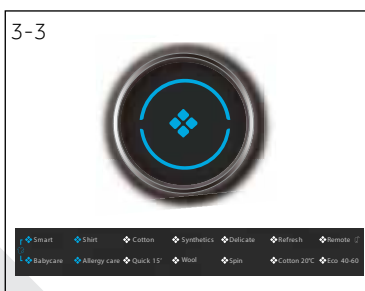 3-3
Smart Shirt Cotton Synthetics Delicate Refresh Remote
Babycare Allergy care Quick 15' Wool Spin Cotton 20°C Eco 40-60